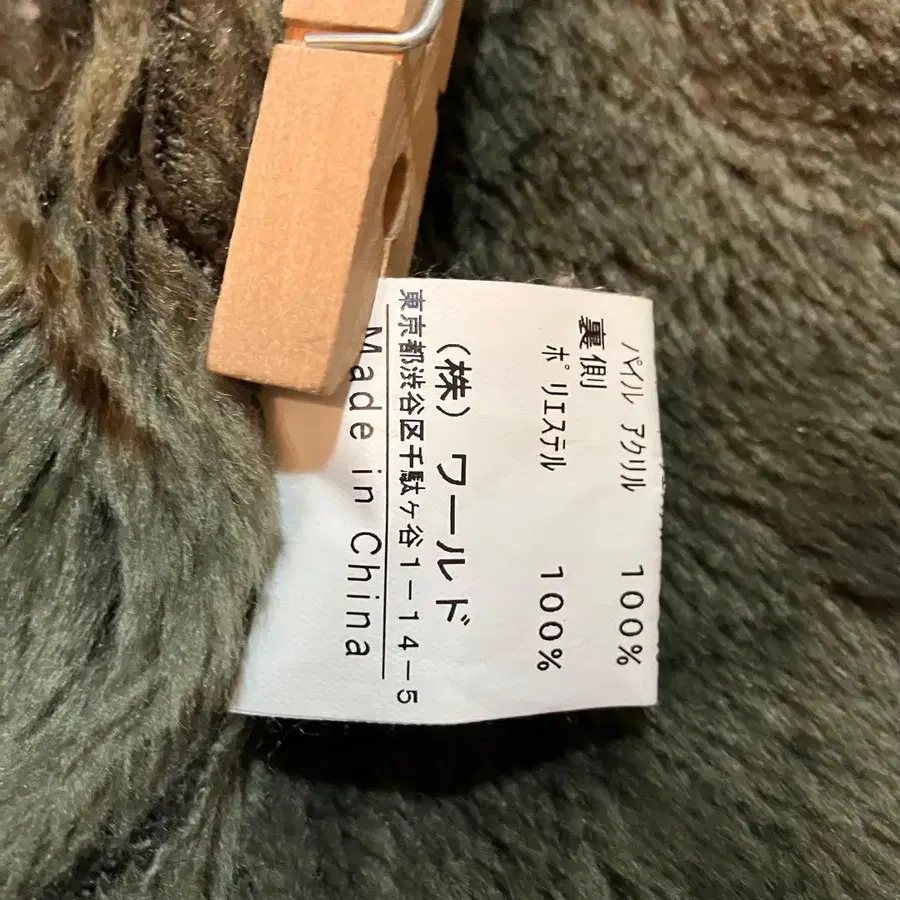 パイル アクリル 100%
裏側
ポリエステル 100%
(株) ワールド
東京都渋谷区千駄ヶ谷1-14-5
Made in China